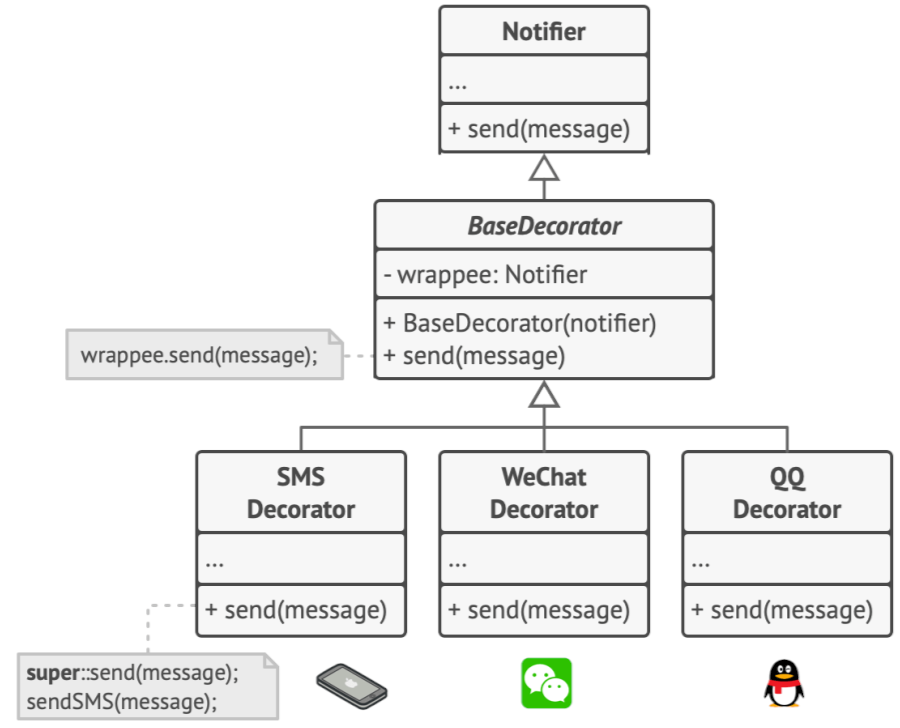 Notifier
...
+ send(message)
BaseDecorator
- wrappee: Notifier
+ BaseDecorator(notifier)
+ send(message)
wrappee.send(message);
SMS
Decorator
...
+ send(message)
WeChat
Decorator
...
+ send(message)
QQ
Decorator
...
+ send(message)
super::send(message);
sendSMS(message);